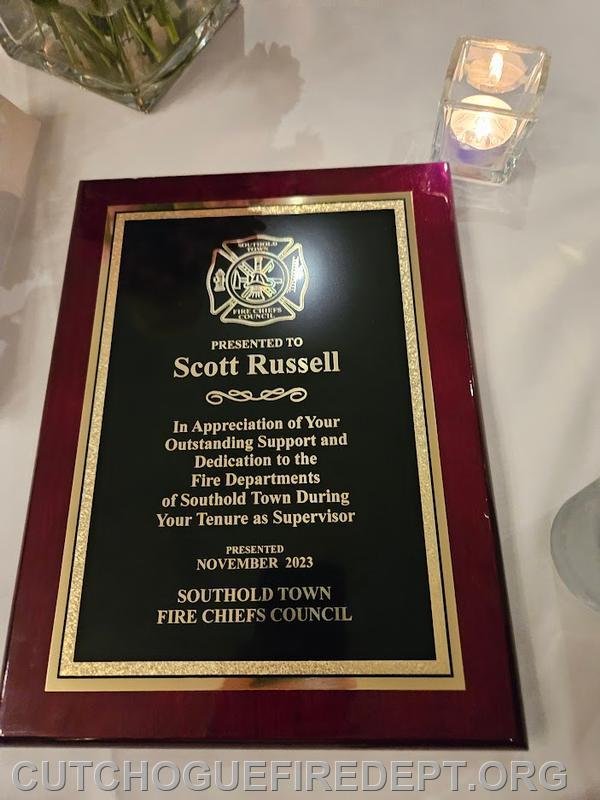 SOUTHOLD
TOWN
FIRE CHIEFS
COUNCIL
PRESENTED TO
Scott Russell
In Appreciation of Your
Outstanding Support and
Dedication to the
Fire Departments
of Southold Town During
Your Tenure as Supervisor
PRESENTED
NOVEMBER 2023
SOUTHOLD TOWN
FIRE CHIEFS COUNCIL
CUTCHOGUEFIREDEPT.ORG